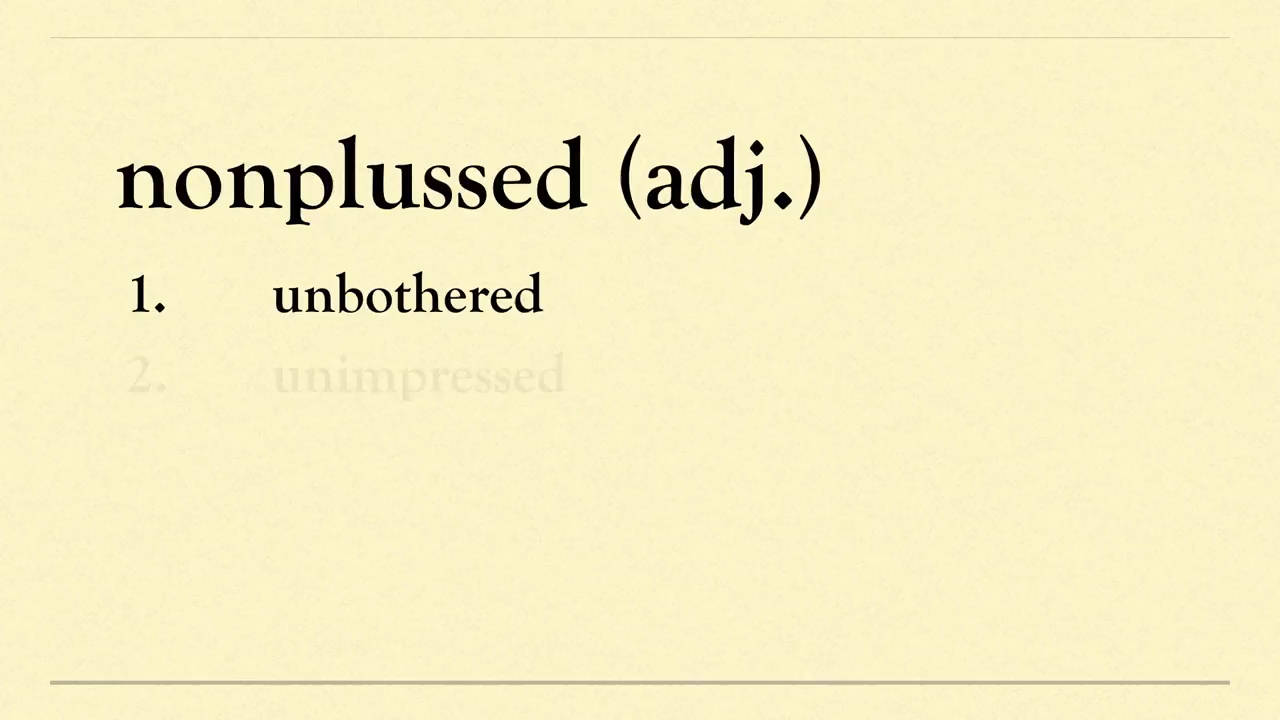 nonplussed (adj.)
1. unbothered
2. unimpressed